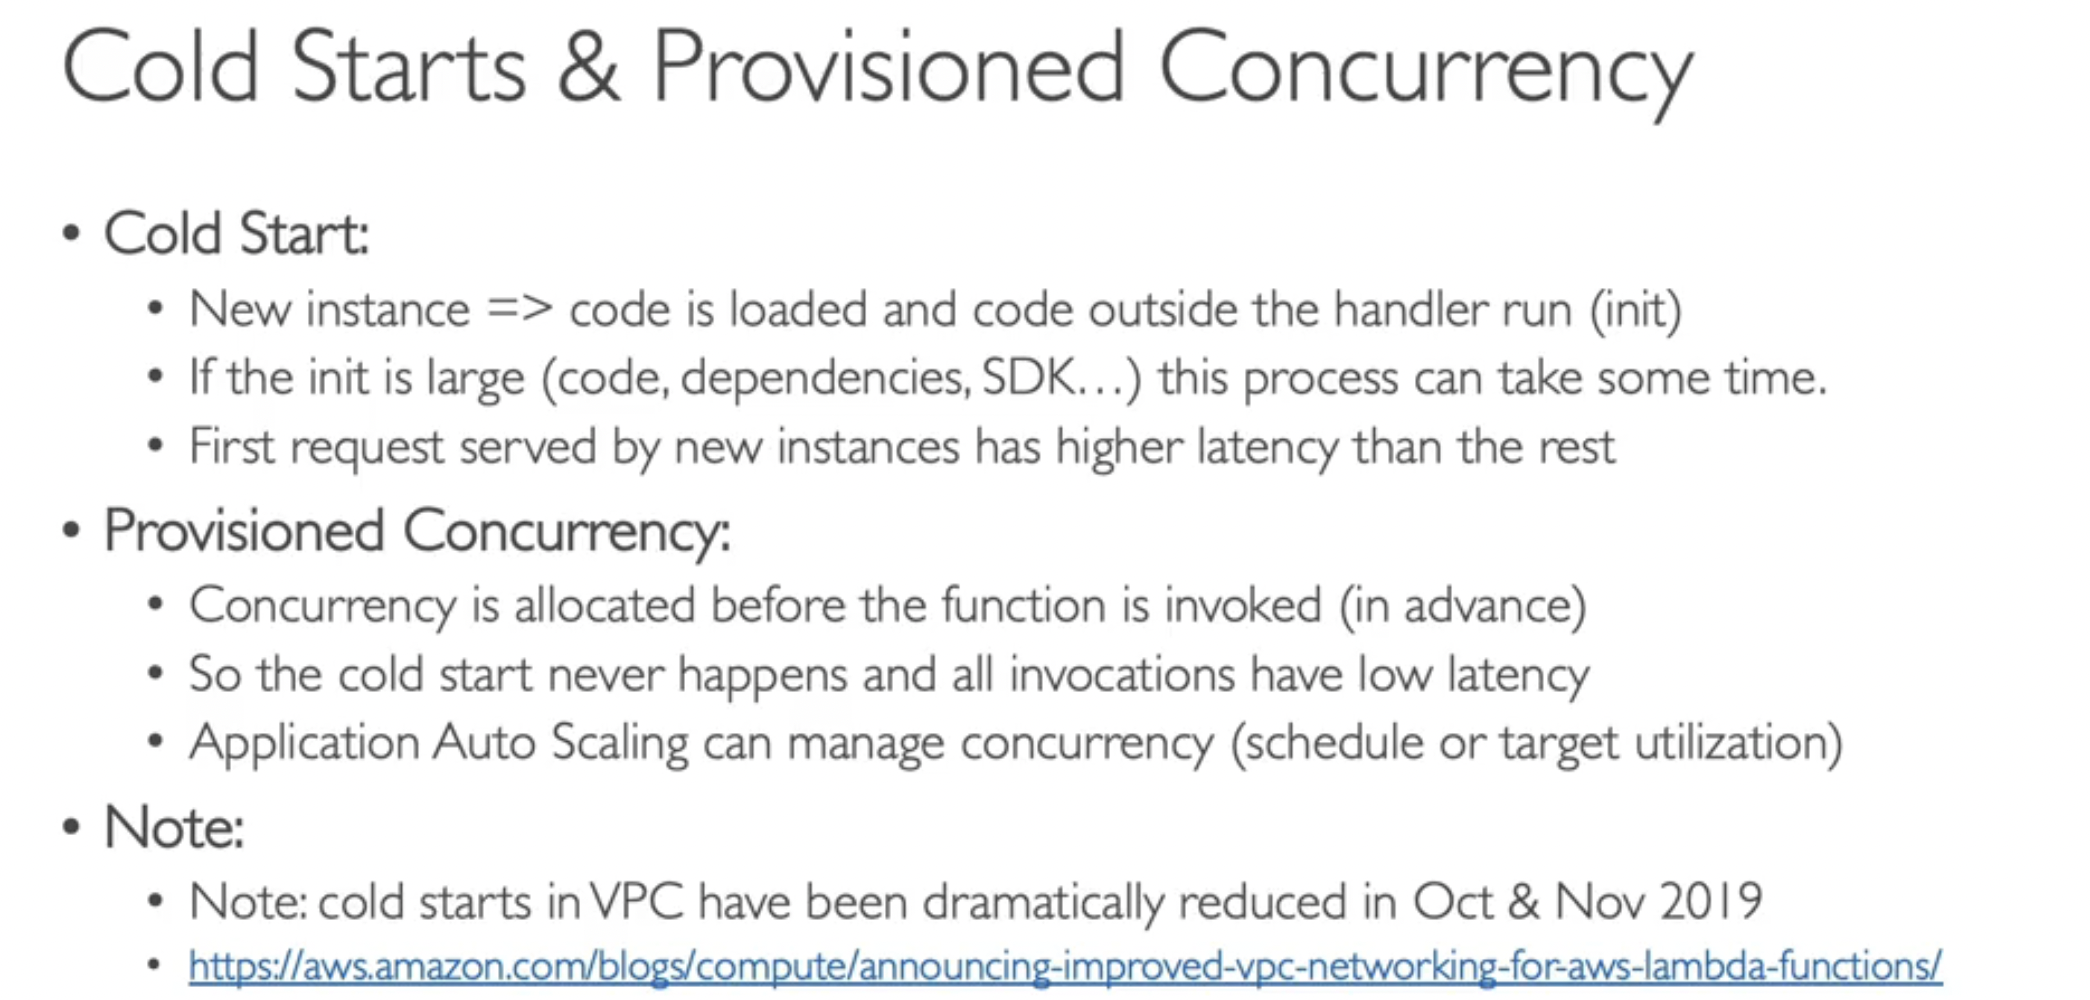 Cold Starts & Provisioned Concurrency
• Cold Start:
• New instance => code is loaded and code outside the handler run (init)
• If the init is large (code, dependencies, SDK…) this process can take some time.
• First request served by new instances has higher latency than the rest
• Provisioned Concurrency:
• Concurrency is allocated before the function is invoked (in advance)
• So the cold start never happens and all invocations have low latency
• Application Auto Scaling can manage concurrency (schedule or target utilization)
• Note:
• Note: cold starts in VPC have been dramatically reduced in Oct & Nov 2019
• https://aws.amazon.com/blogs/compute/announcing-improved-vpc-networking-for-aws-lambda-functions/